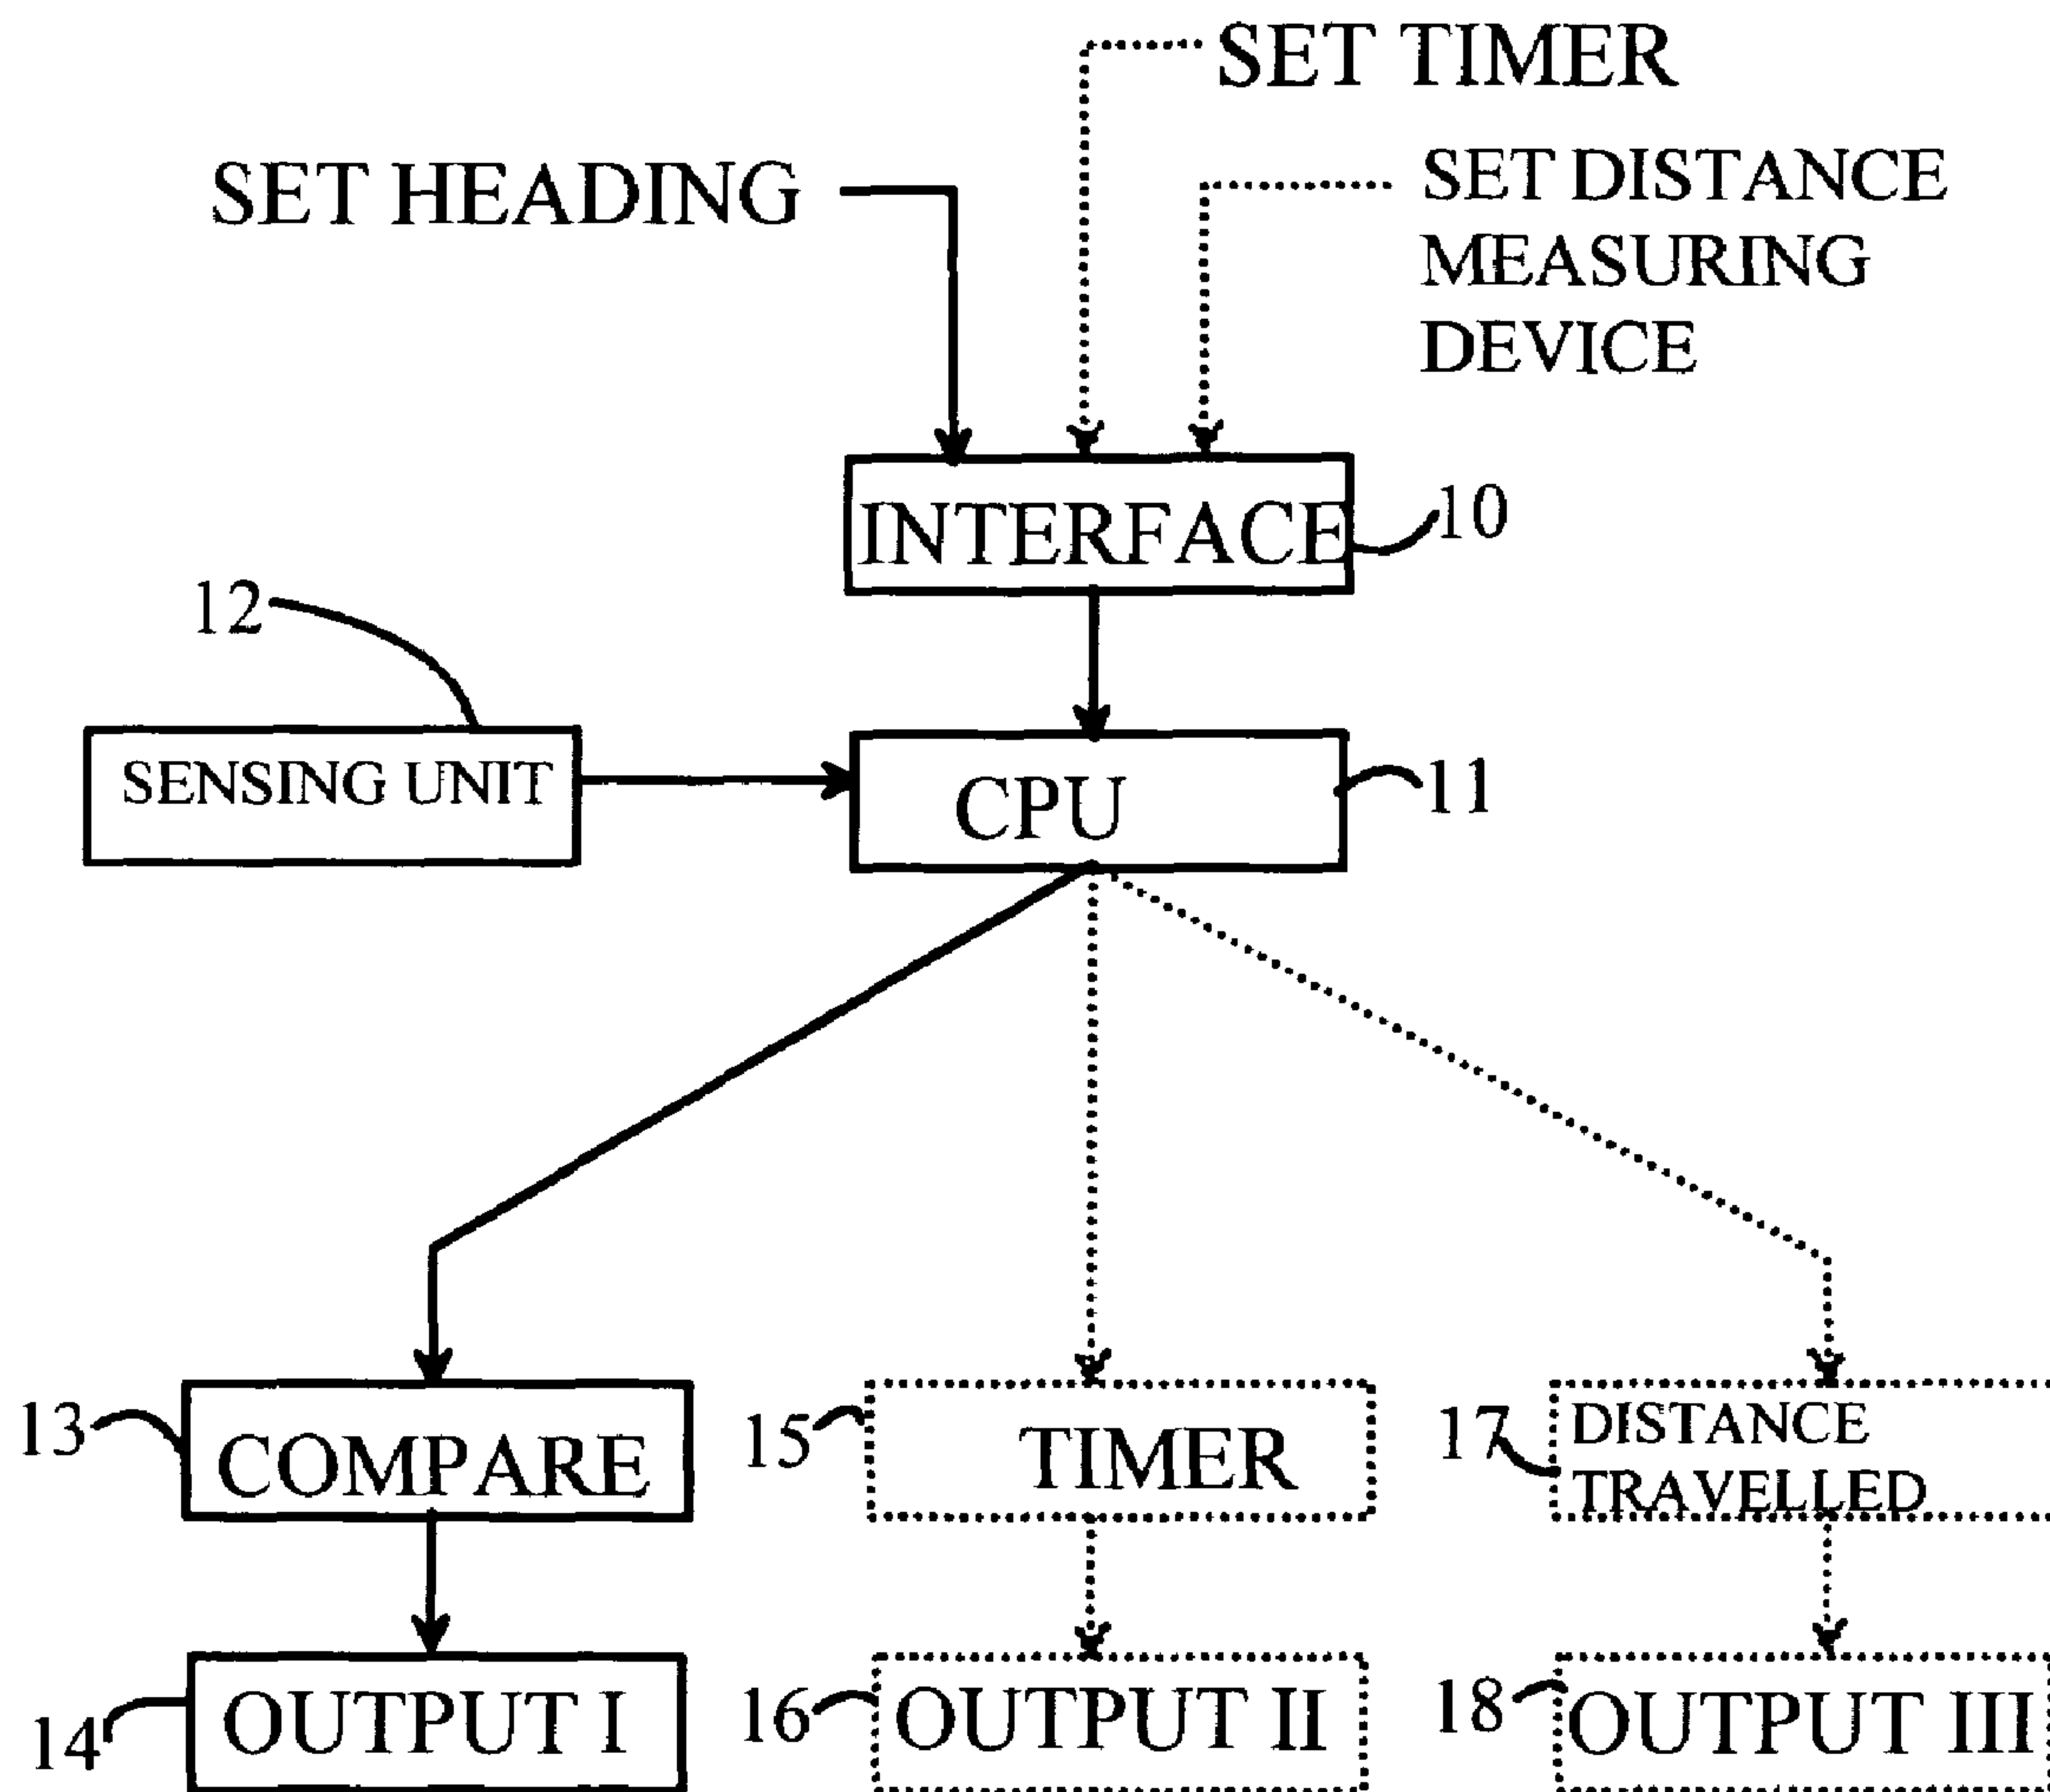 SET TIMER
SET HEADING
SET DISTANCE
MEASURING
DEVICE
INTERFACE
10
12
SENSING UNIT
CPU
11
13
COMPARE
15
TIMER
17
DISTANCE
TRAVELLED
14
OUTPUT I
16
OUTPUT II
18
OUTPUT III